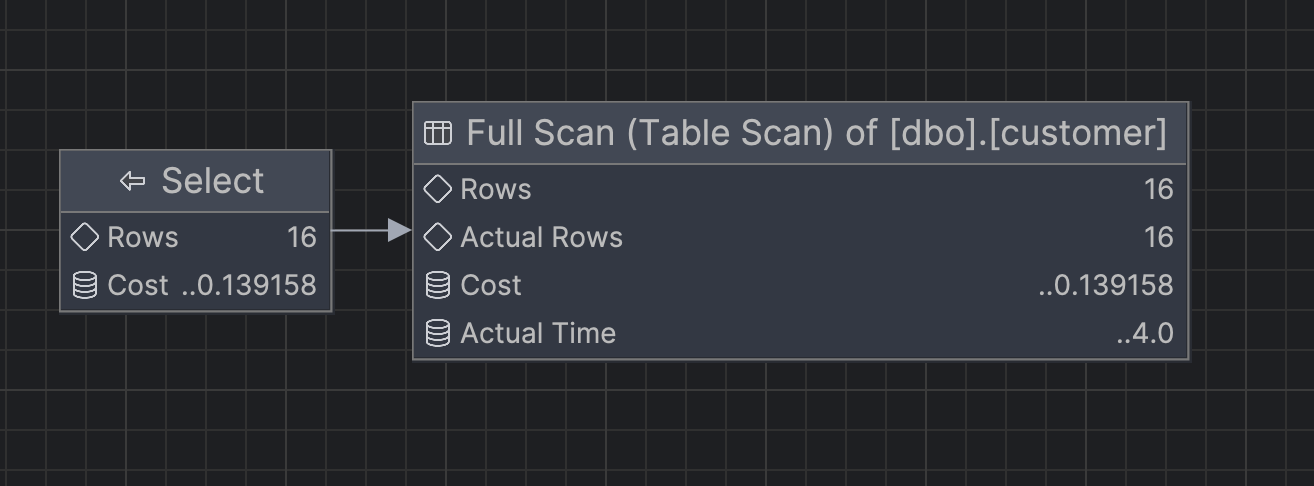 Select
Rows 16
Cost ..0.139158
Full Scan (Table Scan) of [dbo].[customer]
Rows 16
Actual Rows 16
Cost ..0.139158
Actual Time ..4.0